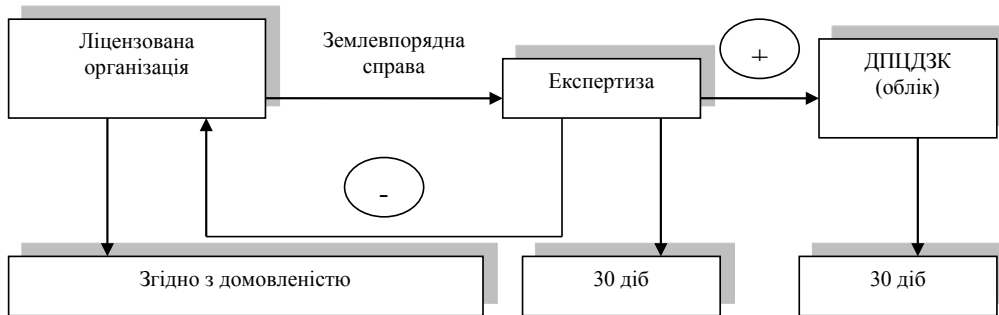 Ліцензована
організація
Землевпорядна
справа
Експертиза
+
ДПЦДЗК
(облік)
-
Згідно з домовленістю
30 діб
30 діб